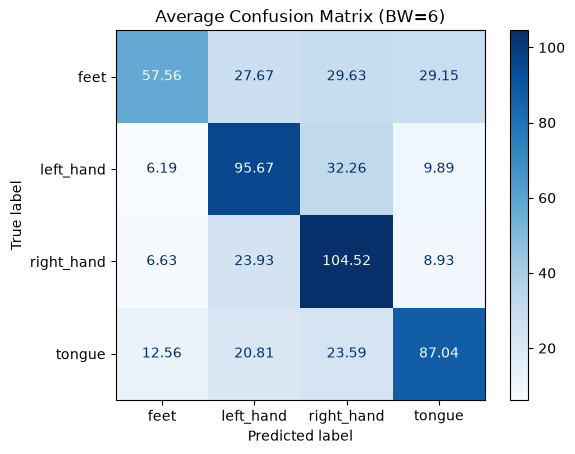 Average Confusion Matrix (BW=6)
True label
feet 57.56 27.67 29.63 29.15
left_hand 6.19 95.67 32.26 9.89
right_hand 6.63 23.93 104.52 8.93
tongue 12.56 20.81 23.59 87.04
feet left_hand right_hand tongue
Predicted label
100
80
60
40
20